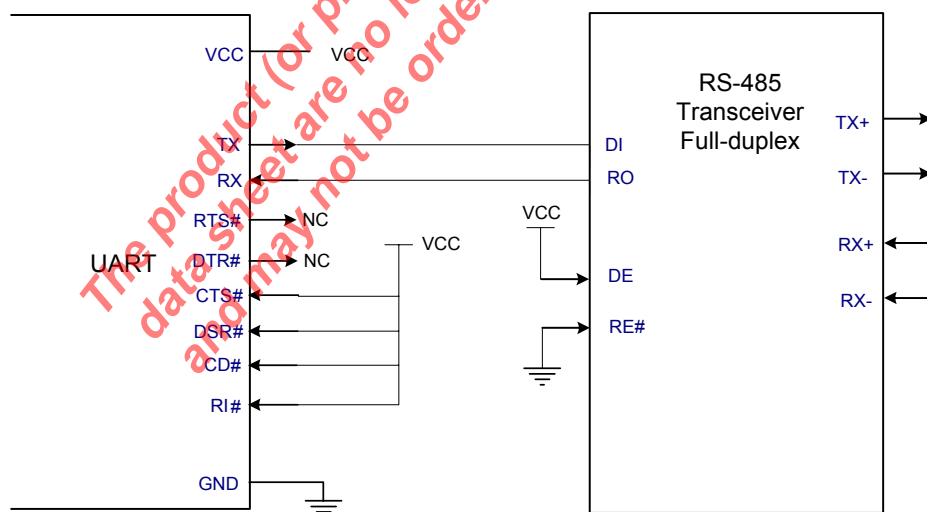 VCC
VCC
TX
RX
RTS#
NC
DTR#
NC
UART
CTS#
DSR#
CD#
RI#
GND
VCC
RS-485
Transceiver
Full-duplex
DI
RO
VCC
DE
RE#
TX+
TX-
RX+
RX-
The product (or
data sheet are no
and may not be order